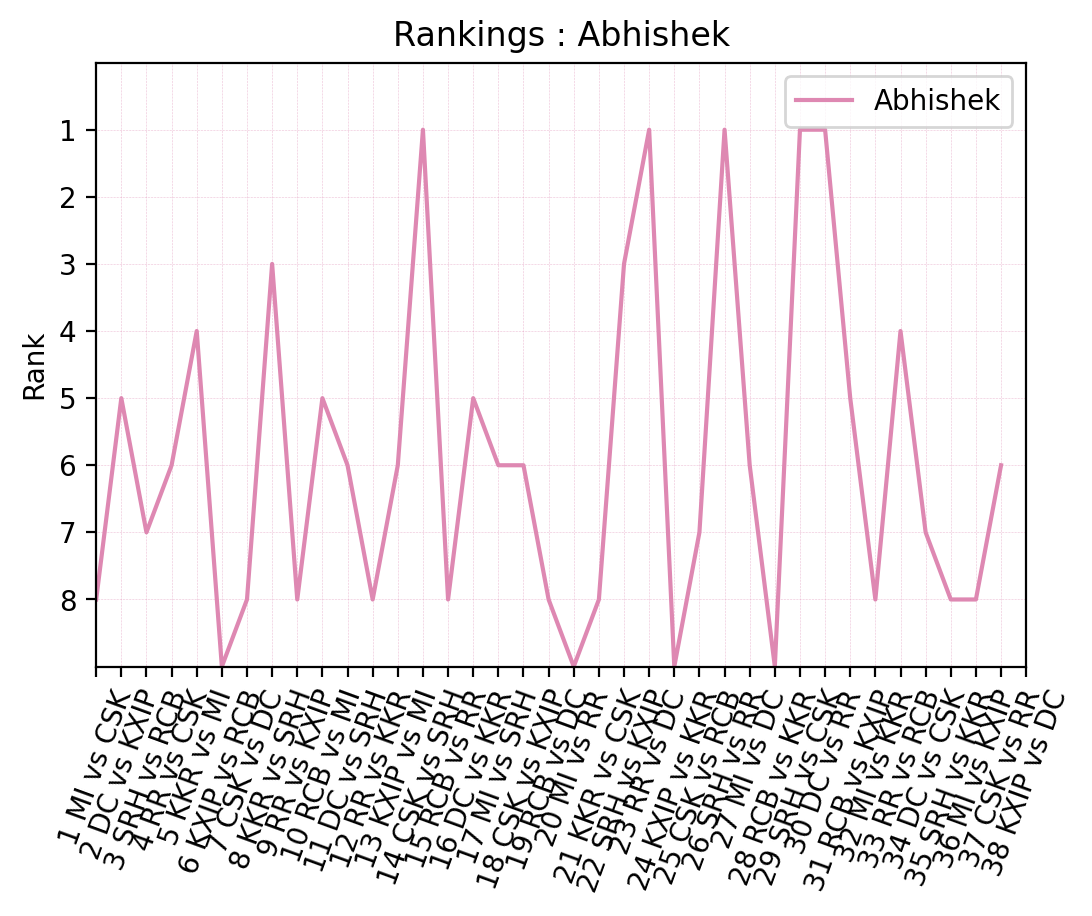 Rankings : Abhishek
Abhishek
Rank
1
2
3
4
5
6
7
8
1 MI vs CSK
2 DC vs KXIP
3 SRH vs RCB
4 RR vs CSK
5 KKR vs MI
6 KXIP vs RCB
7 CSK vs DC
8 KKR vs SRH
9 RR vs KXIP
10 RCB vs MI
11 DC vs SRH
12 RR vs KKR
13 KXIP vs MI
14 CSK vs SRH
15 RCB vs RR
16 DC vs KKR
17 MI vs SRH
18 CSK vs KXIP
19 RCB vs DC
20 MI vs RR
21 KKR vs CSK
22 SRH vs KXIP
23 RR vs DC
24 KXIP vs KKR
25 CSK vs RCB
26 SRH vs RR
27 MI vs DC
28 RCB vs KKR
29 SRH vs CSK
30 DC vs RR
31 RCB vs KXIP
32 MI vs KKR
33 RR vs RCB
34 DC vs CSK
35 SRH vs KKR
36 MI vs KXIP
37 CSK vs RR
38 KXIP vs DC